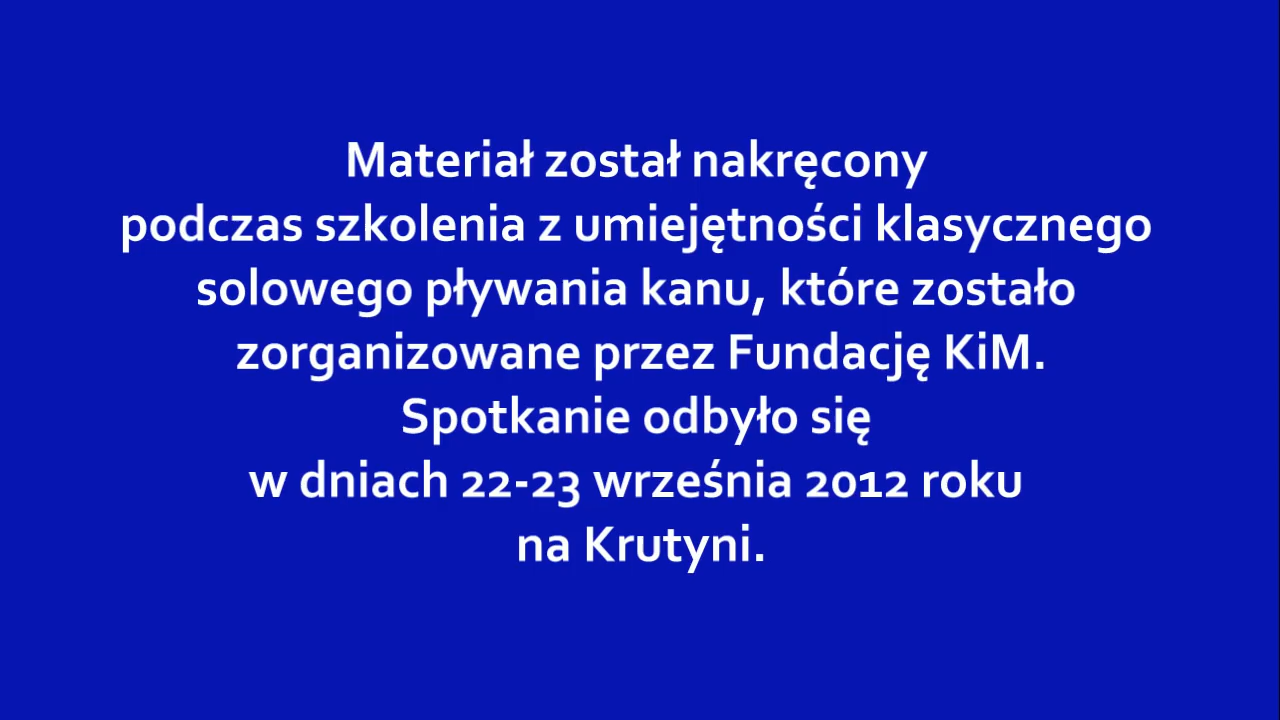 Materiał został nakręcony
podczas szkolenia z umiejętności klasycznego
solowego pływania kanu, które zostało
zorganizowane przez Fundację KiM.
Spotkanie odbyło się
w dniach 22-23 września 2012 roku
na Krutyni.